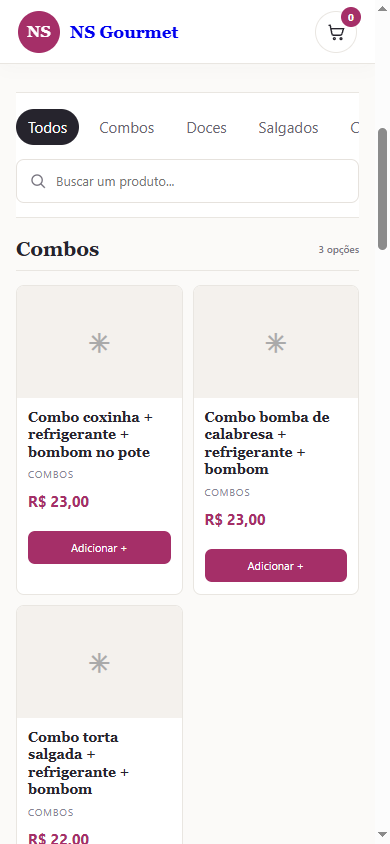 NS NS Gourmet 0
Todos Combos Doces Salgados C
Buscar um produto...
Combos 3 opções
Combo coxinha +
refrigerante +
bombom no pote
COMBOS
R$ 23,00
Adicionar +
Combo bomba de
calabresa +
refrigerante +
bombom
COMBOS
R$ 23,00
Adicionar +
Combo torta
salgada +
refrigerante +
bombom
COMBOS
R$ 22,00